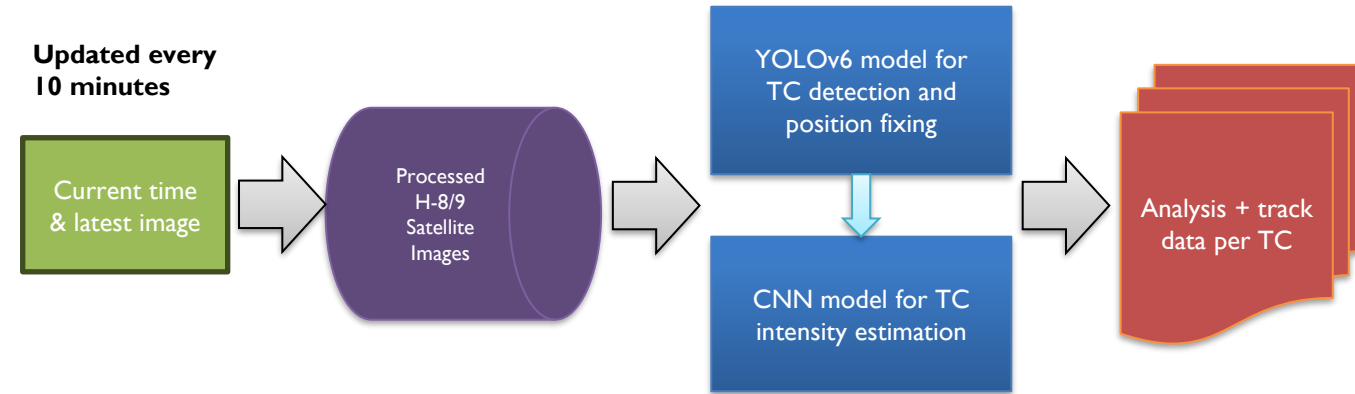 Updated every
10 minutes
Current time
& latest image
Processed
H-8/9
Satellite
Images
YOLOv6 model for
TC detection and
position fixing
CNN model for TC
intensity estimation
Analysis + track
data per TC